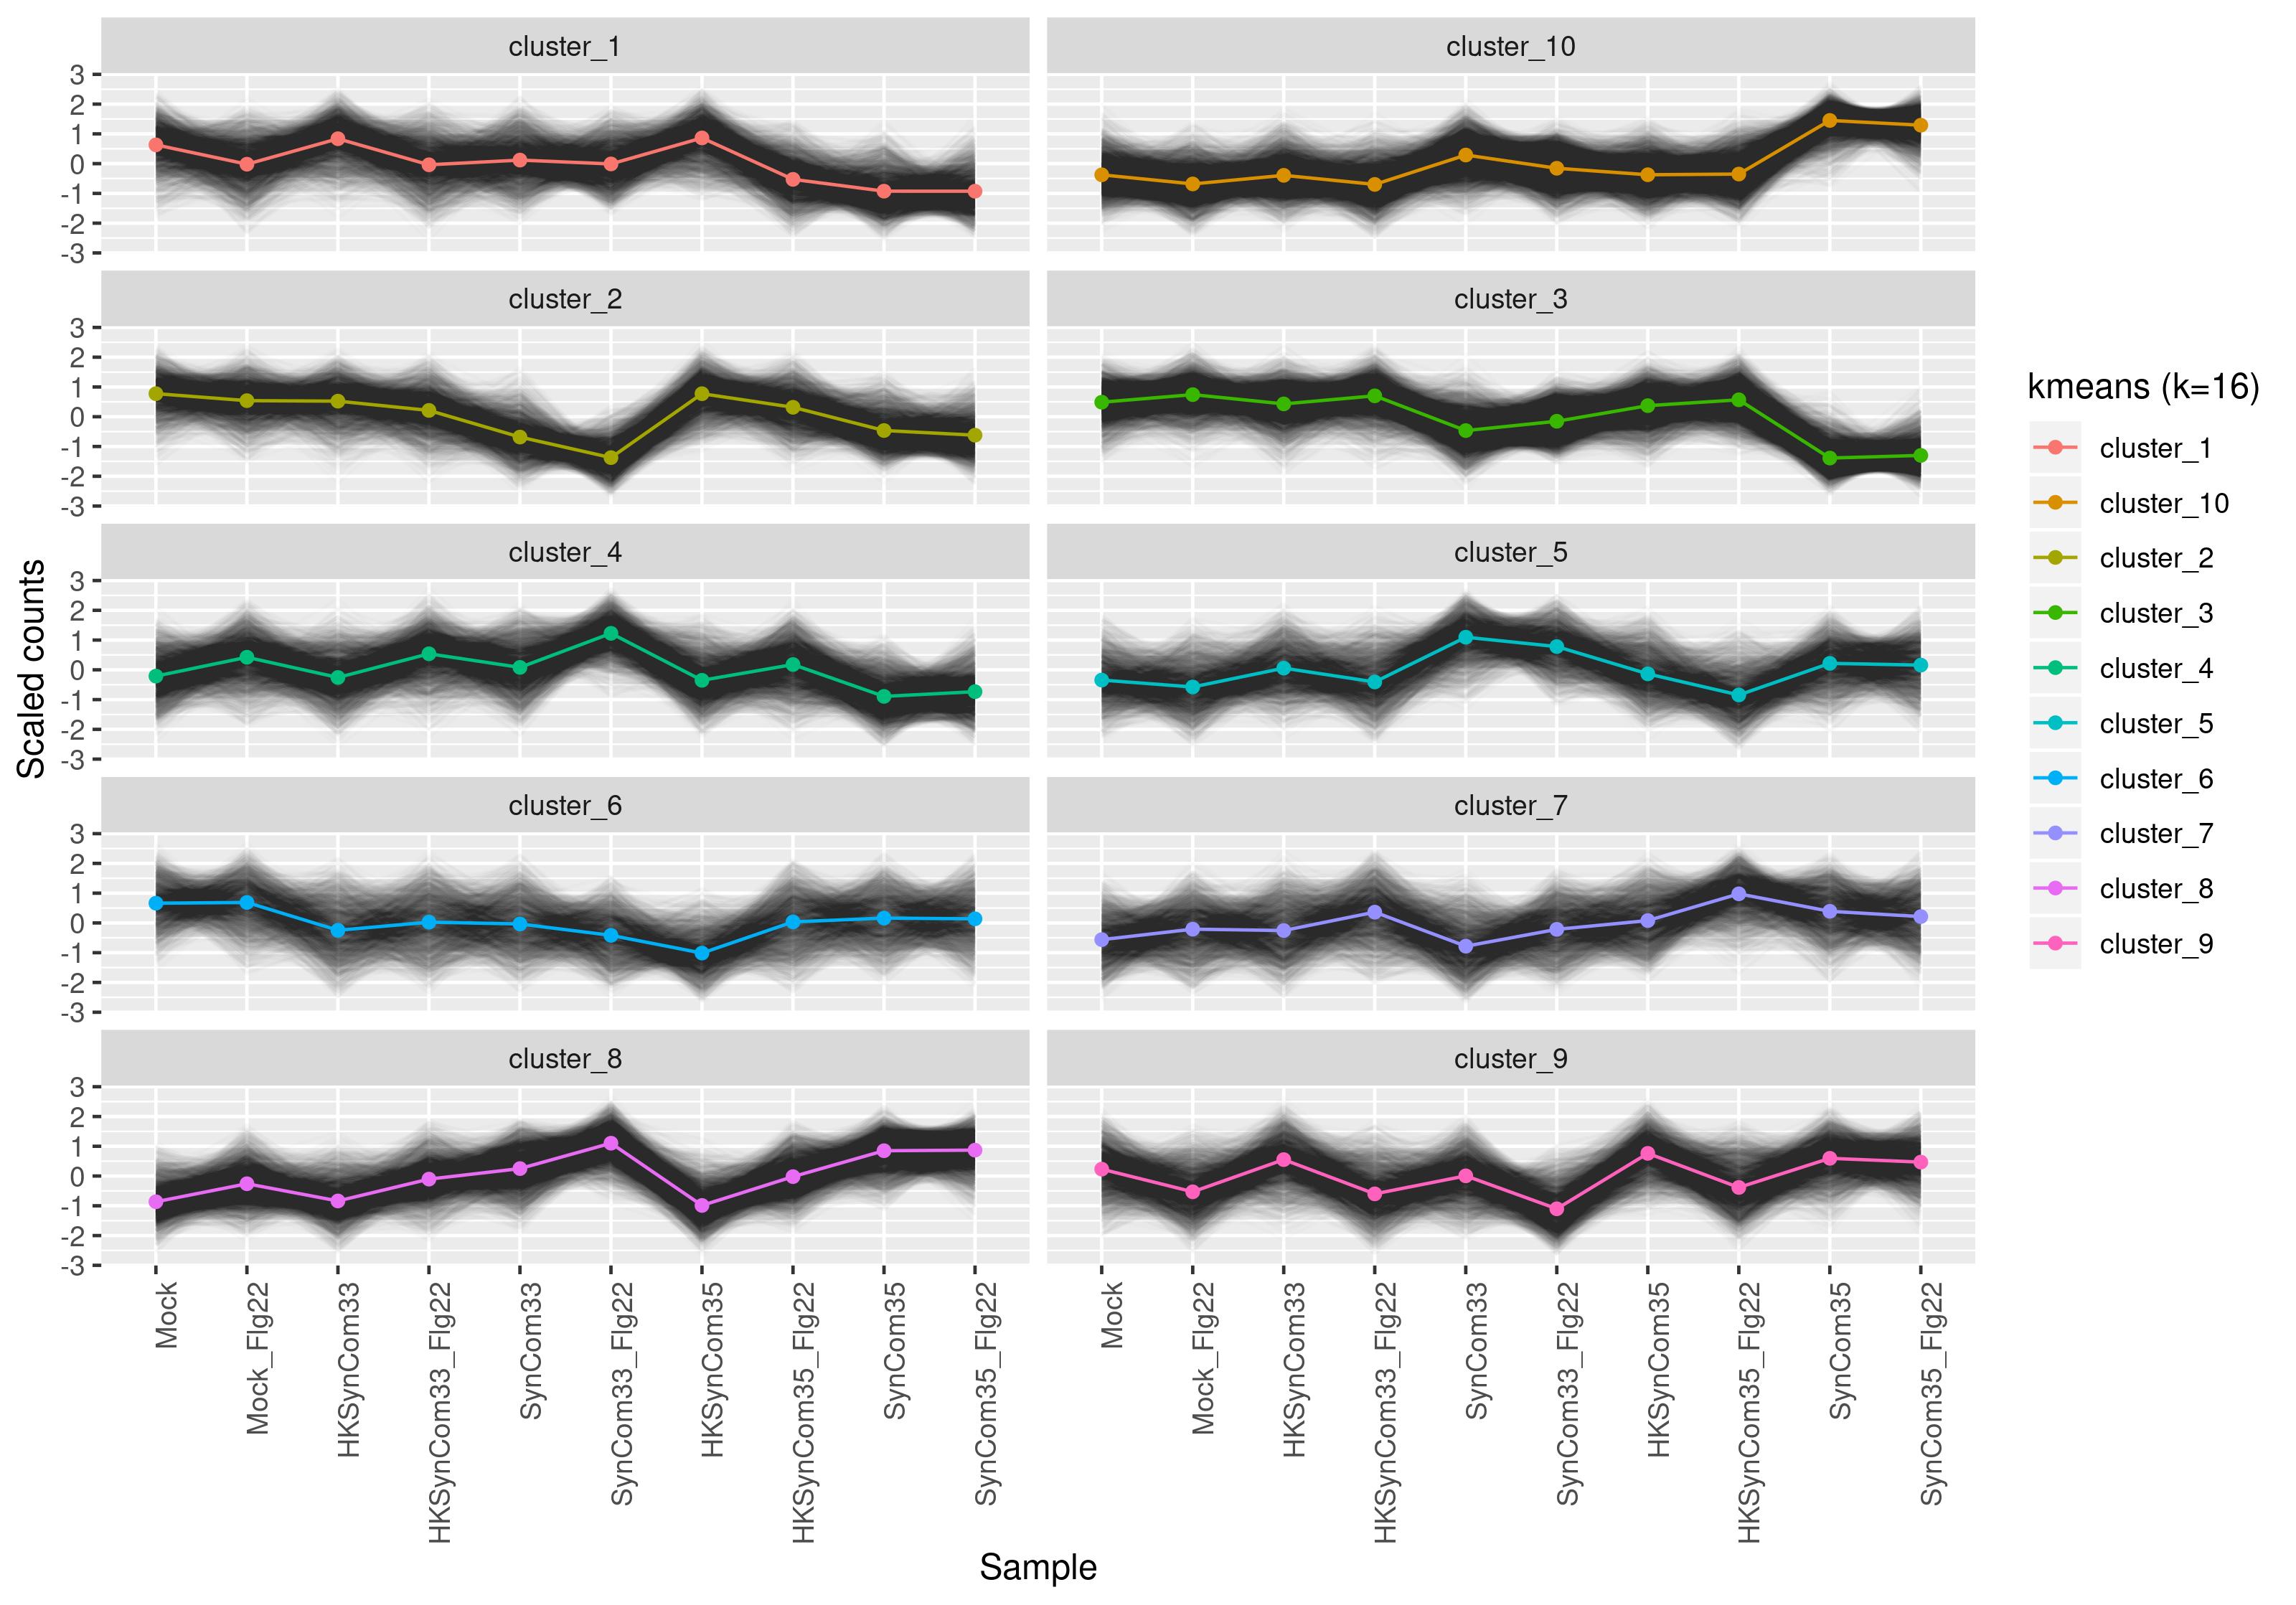 cluster_1
cluster_10
3
2
1
0
-1
-2
-3
cluster_2
cluster_3
3
2
1
0
-1
-2
-3
cluster_4
cluster_5
3
2
1
0
-1
-2
-3
cluster_6
cluster_7
3
2
1
0
-1
-2
-3
cluster_8
cluster_9
3
2
1
0
-1
-2
-3
Scaled counts
Mock
Mock_Flg22
HKSynCom33
HKSynCom33_Flg22
SynCom33
SynCom33_Flg22
HKSynCom35
HKSynCom35_Flg22
SynCom35
SynCom35_Flg22
Mock
Mock_Flg22
HKSynCom33
HKSynCom33_Flg22
SynCom33
SynCom33_Flg22
HKSynCom35
HKSynCom35_Flg22
SynCom35
SynCom35_Flg22
Sample
kmeans (k=16)
cluster_1
cluster_10
cluster_2
cluster_3
cluster_4
cluster_5
cluster_6
cluster_7
cluster_8
cluster_9